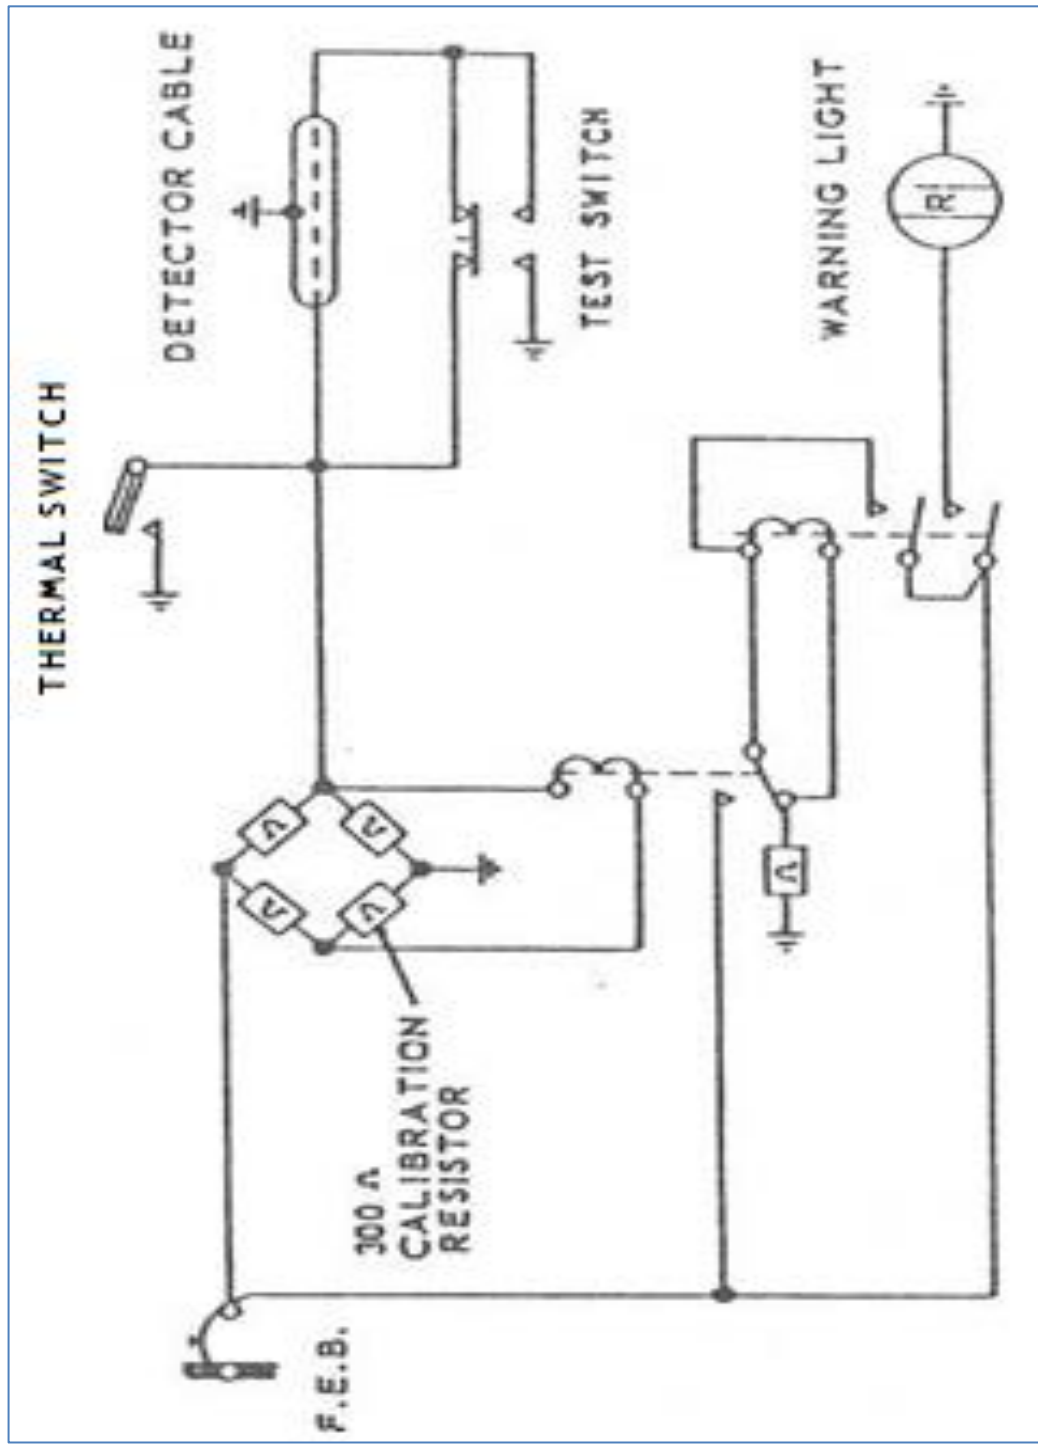 THERMAL SWITCH
DETECTOR CABLE
TEST SWITCH
WARNING LIGHT
R
300 Λ
CALIBRATION
RESISTOR
F.E.B.